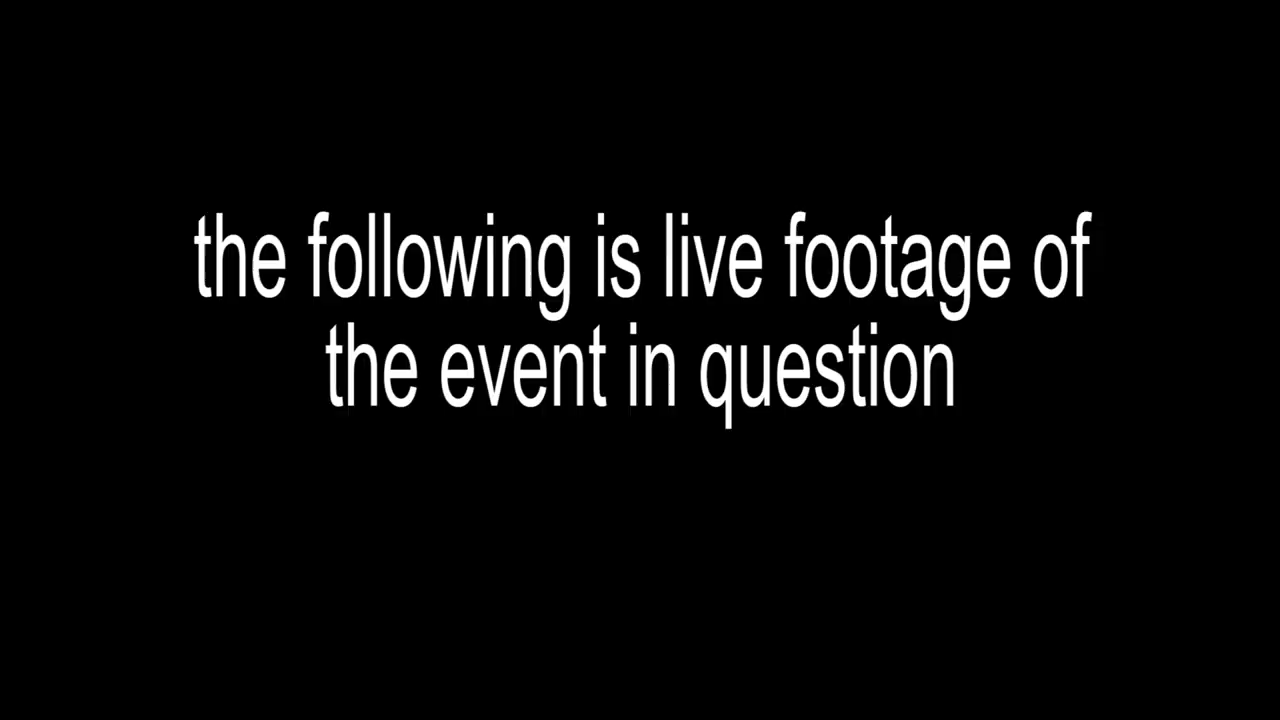 the following is live footage of
the event in question